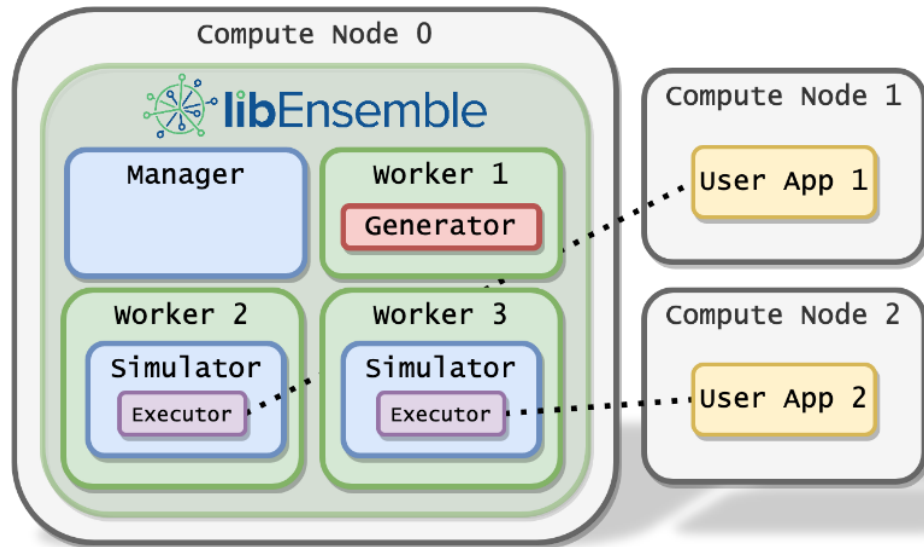 Compute Node 0
libEnsemble
Manager
Worker 1
Generator
Worker 2
Simulator
Executor
Worker 3
Simulator
Executor
Compute Node 1
User App 1
Compute Node 2
User App 2